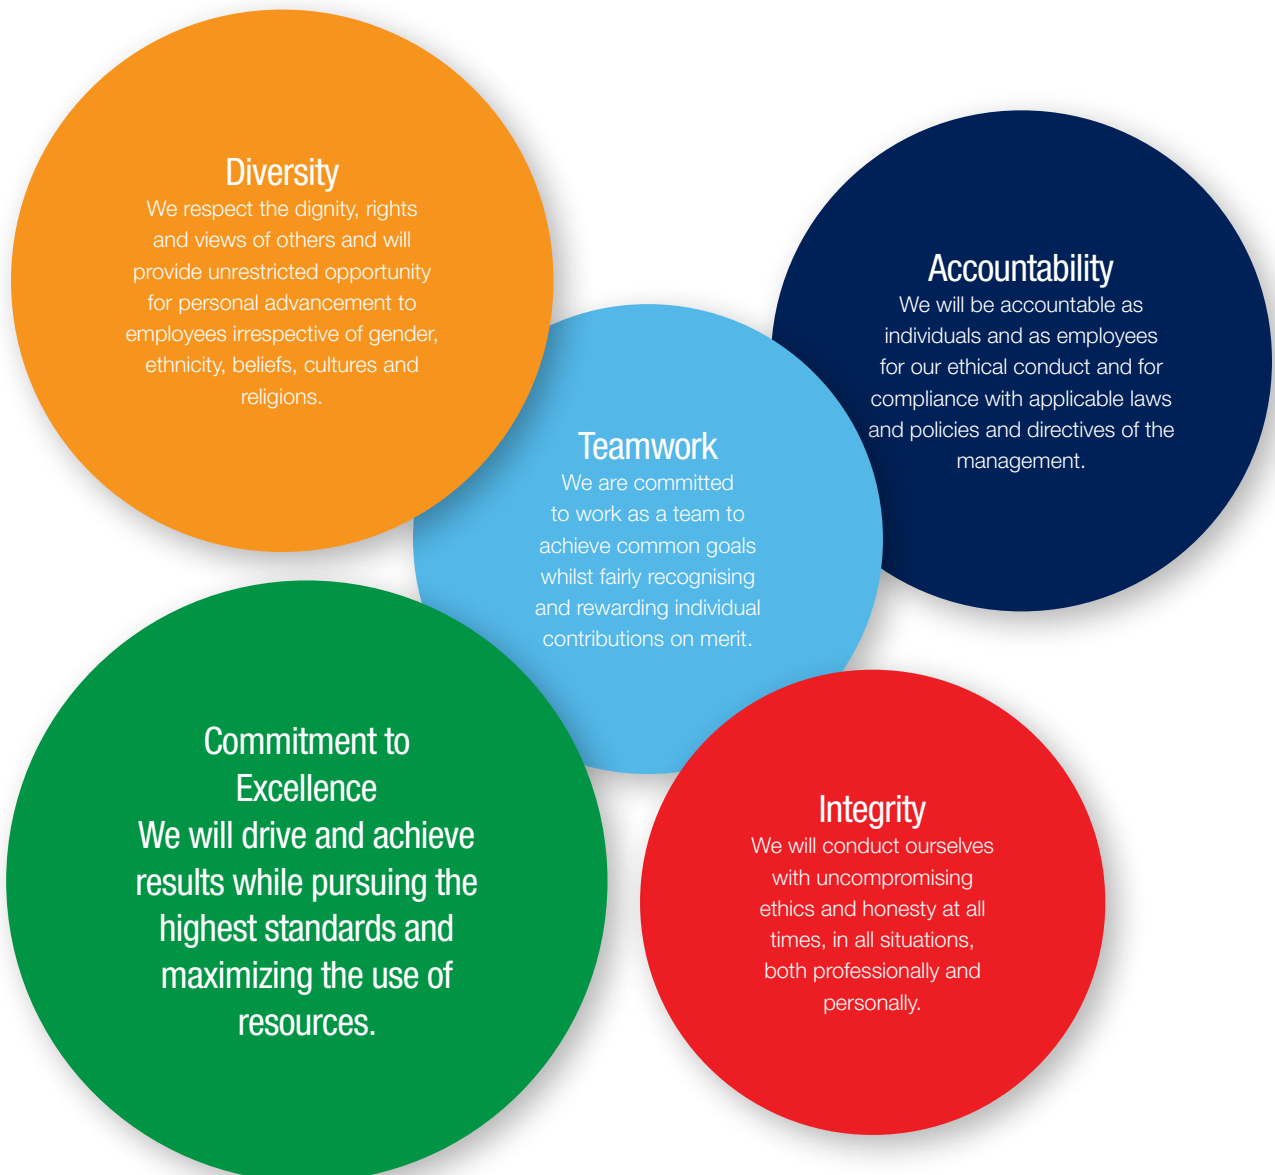 Diversity
We respect the dignity, rights
and views of others and will
provide unrestricted opportunity
for personal advancement to
employees irrespective of gender,
ethnicity, beliefs, cultures and
religions.
Accountability
We will be accountable as
individuals and as employees
for our ethical conduct and for
compliance with applicable laws
and policies and directives of the
management.
Teamwork
We are committed
to work as a team to
achieve common goals
whilst fairly recognising
and rewarding individual
contributions on merit.
Commitment to
Excellence
We will drive and achieve
results while pursuing the
highest standards and
maximizing the use of
resources.
Integrity
We will conduct ourselves
with uncompromising
ethics and honesty at all
times, in all situations,
both professionally and
personally.